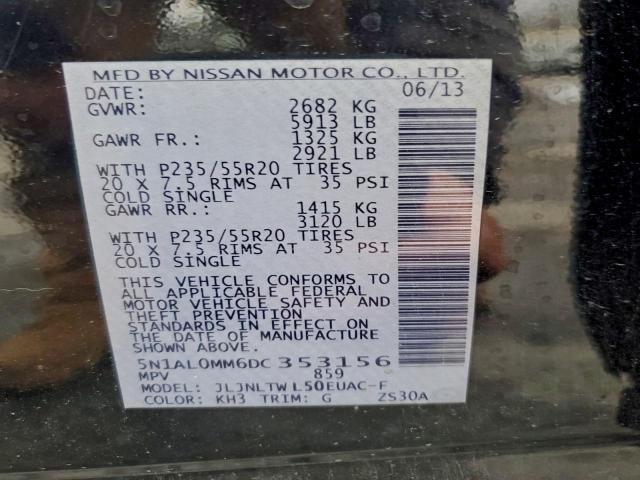 MFD BY NISSAN MOTOR CO., LTD.
DATE: 06/13
GVWR: 2682 KG
5913 LB
GAWR FR.: 1325 KG
2921 LB
WITH P235/55R20 TIRES
20 X 7.5 RIMS AT 35 PSI
COLD SINGLE
GAWR RR.: 1415 KG
3120 LB
WITH P235/55R20 TIRES
20 X 7.5 RIMS AT 35 PSI
COLD SINGLE
THIS VEHICLE CONFORMS TO
ALL APPLICABLE FEDERAL
MOTOR VEHICLE SAFETY AND
THEFT PREVENTION
STANDARDS IN EFFECT ON
THE DATE OF MANUFACTURE
SHOWN ABOVE.
5N1AL0MM6DC 353156
MPV 859
MODEL: JLJNLTW L50EUAC-F
COLOR: KH3 TRIM: G ZS30A